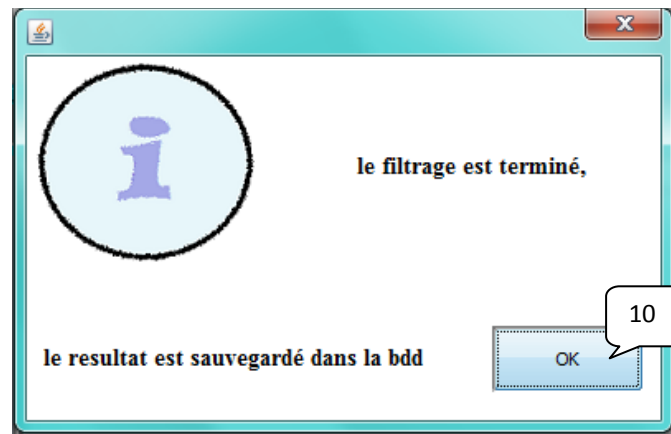 le filtrage est terminé,
10
le resultat est sauvegardé dans la bdd
OK